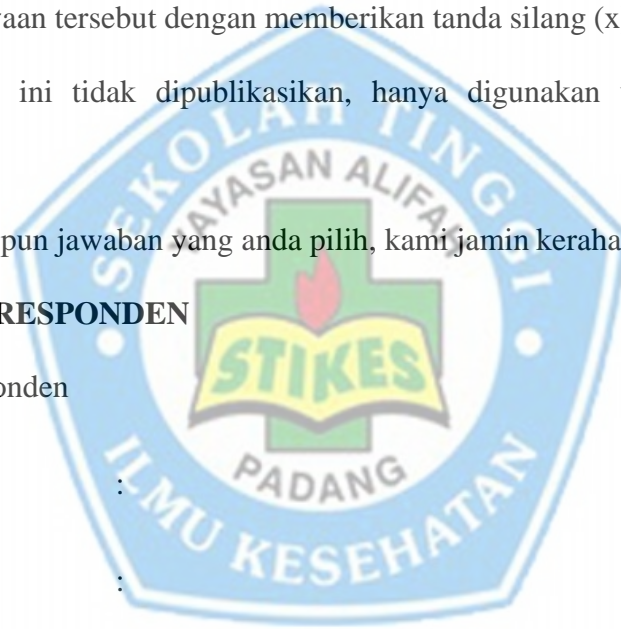 aan tersebut dengan memberikan tanda silang (x
ini tidak dipublikasikan, hanya digunakan
pun jawaban yang anda pilih, kami jamin keraha
RESPONDEN
onden
:
:
SEKOLAH TINGGI
YAYASAN ALIFAH
STIKES
PADANG
ILMU KESEHATAN